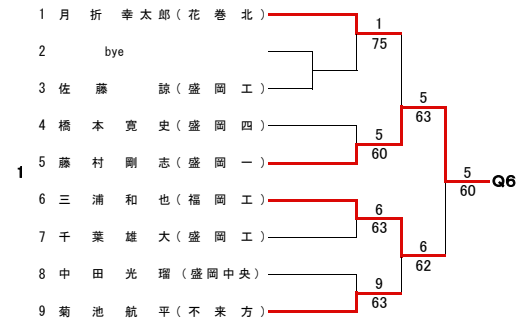 1 月 折 幸太郎(花 巻 北)
1
75
2 bye
3 佐 藤 諒(盛 岡 工)
5
63
4 橋 本 寛 史(盛 岡 四)
5
60
5 藤 村 剛 志(盛 岡 一)
1
5
60
Q6
6 三 浦 和 也(福 岡 工)
6
63
7 千 葉 雄 大(盛 岡 工)
6
62
8 中 田 光 瑠(盛岡中央)
9
63
9 菊 池 航 平(不 来 方)